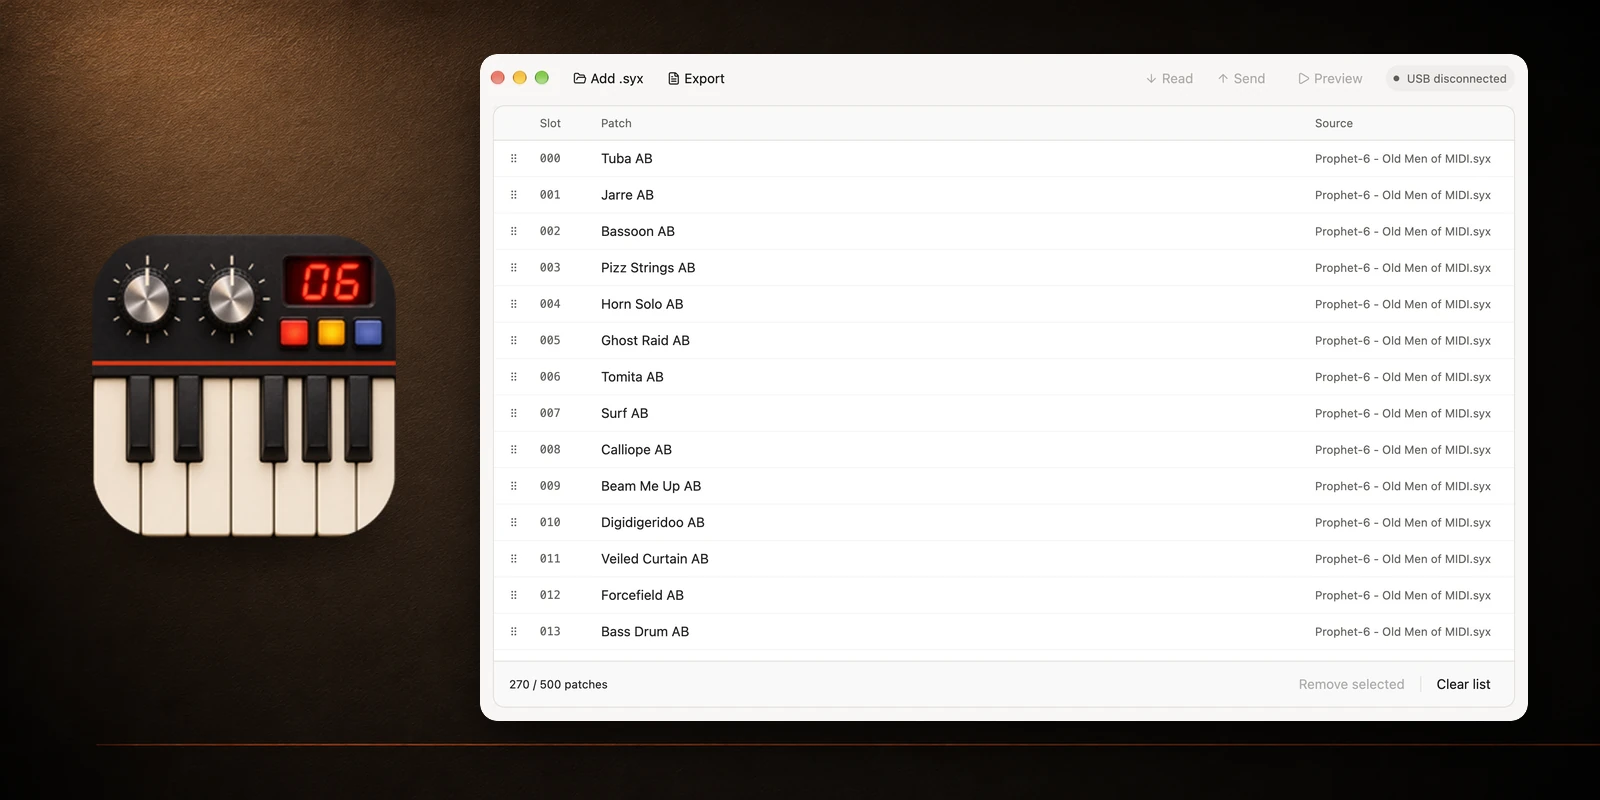 06
Add .syx Export Read Send Preview USB disconnected
Slot Patch Source
000 Tuba AB Prophet-6 - Old Men of MIDI.syx
001 Jarre AB Prophet-6 - Old Men of MIDI.syx
002 Bassoon AB Prophet-6 - Old Men of MIDI.syx
003 Pizz Strings AB Prophet-6 - Old Men of MIDI.syx
004 Horn Solo AB Prophet-6 - Old Men of MIDI.syx
005 Ghost Raid AB Prophet-6 - Old Men of MIDI.syx
006 Tomita AB Prophet-6 - Old Men of MIDI.syx
007 Surf AB Prophet-6 - Old Men of MIDI.syx
008 Calliope AB Prophet-6 - Old Men of MIDI.syx
009 Beam Me Up AB Prophet-6 - Old Men of MIDI.syx
010 Digidigeridoo AB Prophet-6 - Old Men of MIDI.syx
011 Veiled Curtain AB Prophet-6 - Old Men of MIDI.syx
012 Forcefield AB Prophet-6 - Old Men of MIDI.syx
013 Bass Drum AB Prophet-6 - Old Men of MIDI.syx
270 / 500 patches Remove selected Clear list